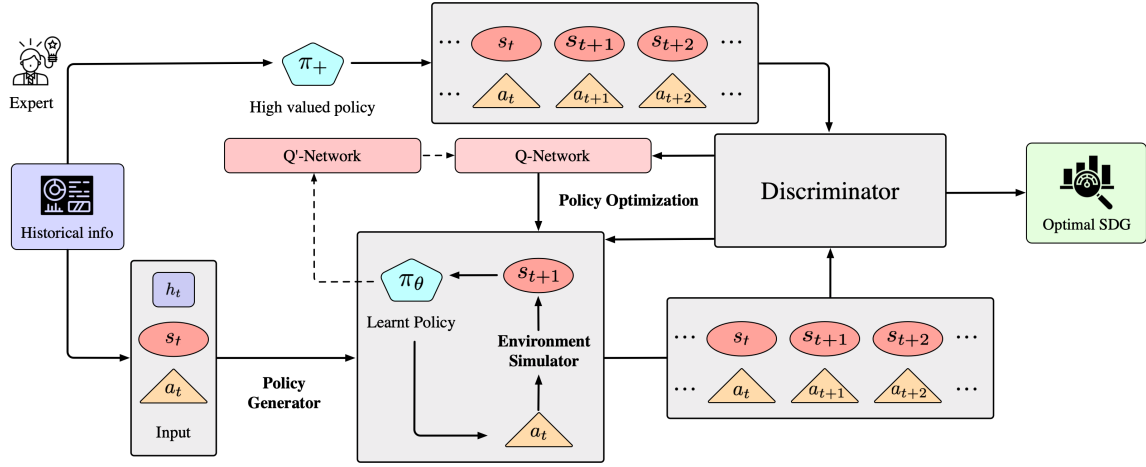 Expert
π₊
High valued policy
··· sₜ sₜ₊₁ sₜ₊₂ ···
··· aₜ aₜ₊₁ aₜ₊₂ ···
Q'-Network
Q-Network
Policy Optimization
Discriminator
Optimal SDG
Historical info
hₜ
sₜ
aₜ
Input
Policy
Generator
π_θ
Learnt Policy
sₜ₊₁
Environment
Simulator
aₜ
··· sₜ sₜ₊₁ sₜ₊₂ ···
··· aₜ aₜ₊₁ aₜ₊₂ ···